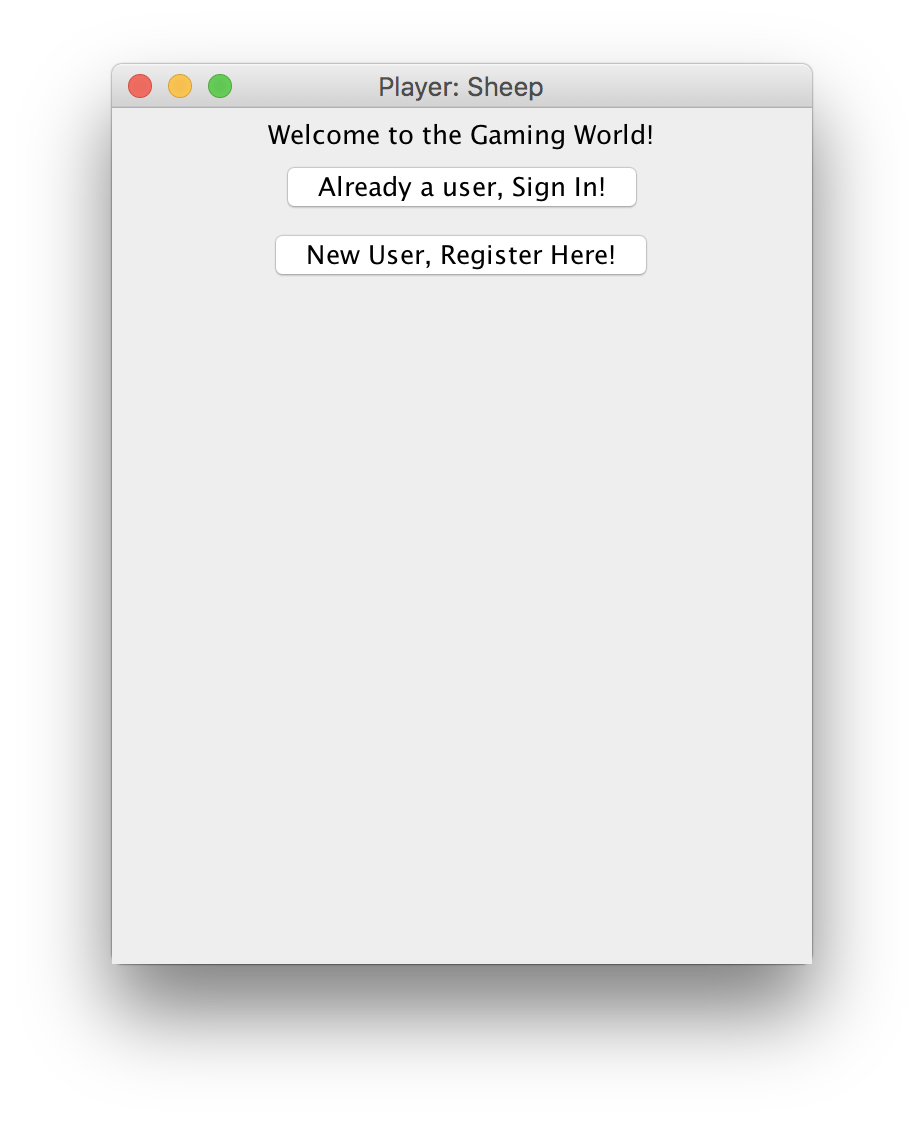 Player: Sheep
Welcome to the Gaming World!
Already a user, Sign In!
New User, Register Here!